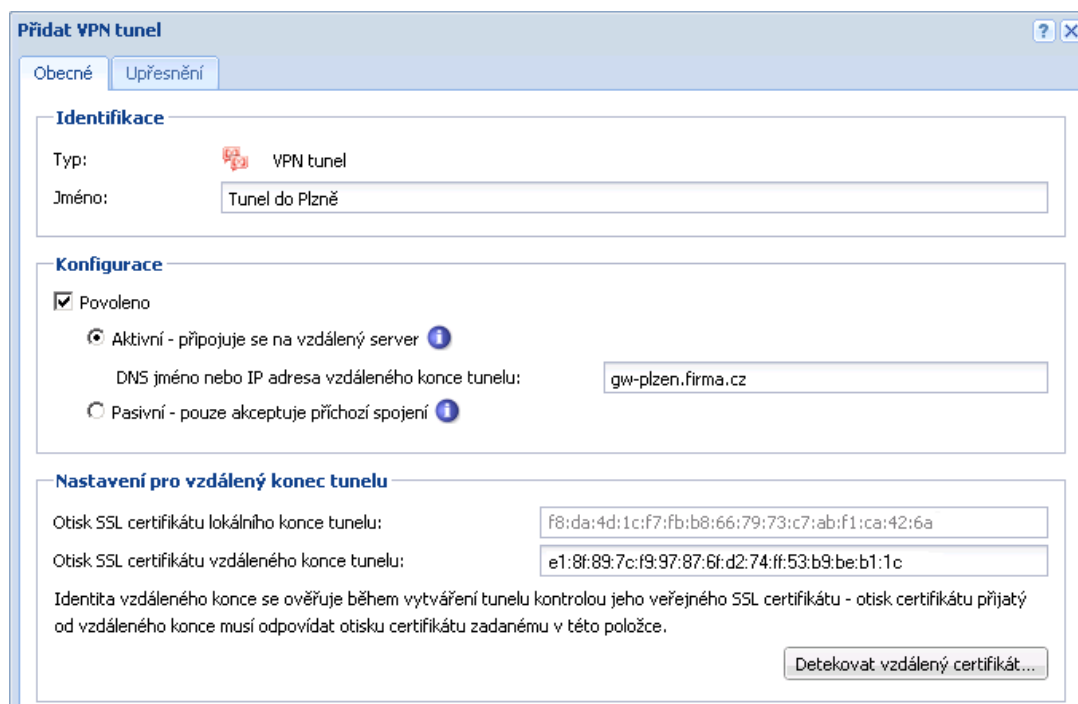 Přidat VPN tunel
Obecné Upřesnění
Identifikace
Typ: VPN tunel
Jméno: Tunel do Plzně
Konfigurace
Povoleno
Aktivní - připojuje se na vzdálený server
DNS jméno nebo IP adresa vzdáleného konce tunelu: gw-plzen.firma.cz
Pasivní - pouze akceptuje příchozí spojení
Nastavení pro vzdálený konec tunelu
Otisk SSL certifikátu lokálního konce tunelu: f8:da:4d:1c:f7:fb:b8:66:79:73:c7:ab:f1:ca:42:6a
Otisk SSL certifikátu vzdáleného konce tunelu: e1:8f:89:7c:f9:97:87:6f:d2:74:ff:53:b9:be:b1:1c
Identita vzdáleného konce se ověřuje během vytváření tunelu kontrolou jeho veřejného SSL certifikátu - otisk certifikátu přijatý
od vzdáleného konce musí odpovídat otisku certifikátu zadanému v této položce.
Detekovat vzdálený certifikát...